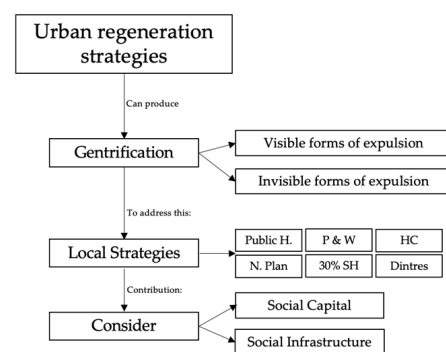 Urban regeneration
strategies
Can produce
Gentrification
Visible forms of expulsion
Invisible forms of expulsion
To address this:
Local Strategies
Public H.
P & W
HC
N. Plan
30% SH
Dintres
Contribution:
Consider
Social Capital
Social Infrastructure